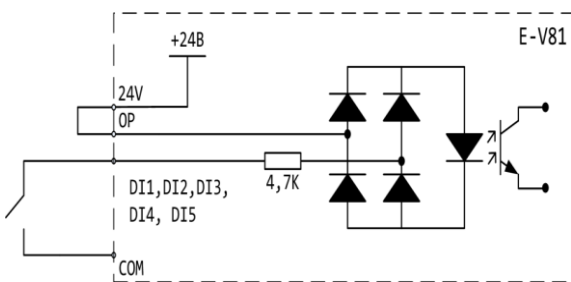 +24В
E-V81
24V
OP
4,7K
DI1,DI2,DI3,
DI4, DI5
COM